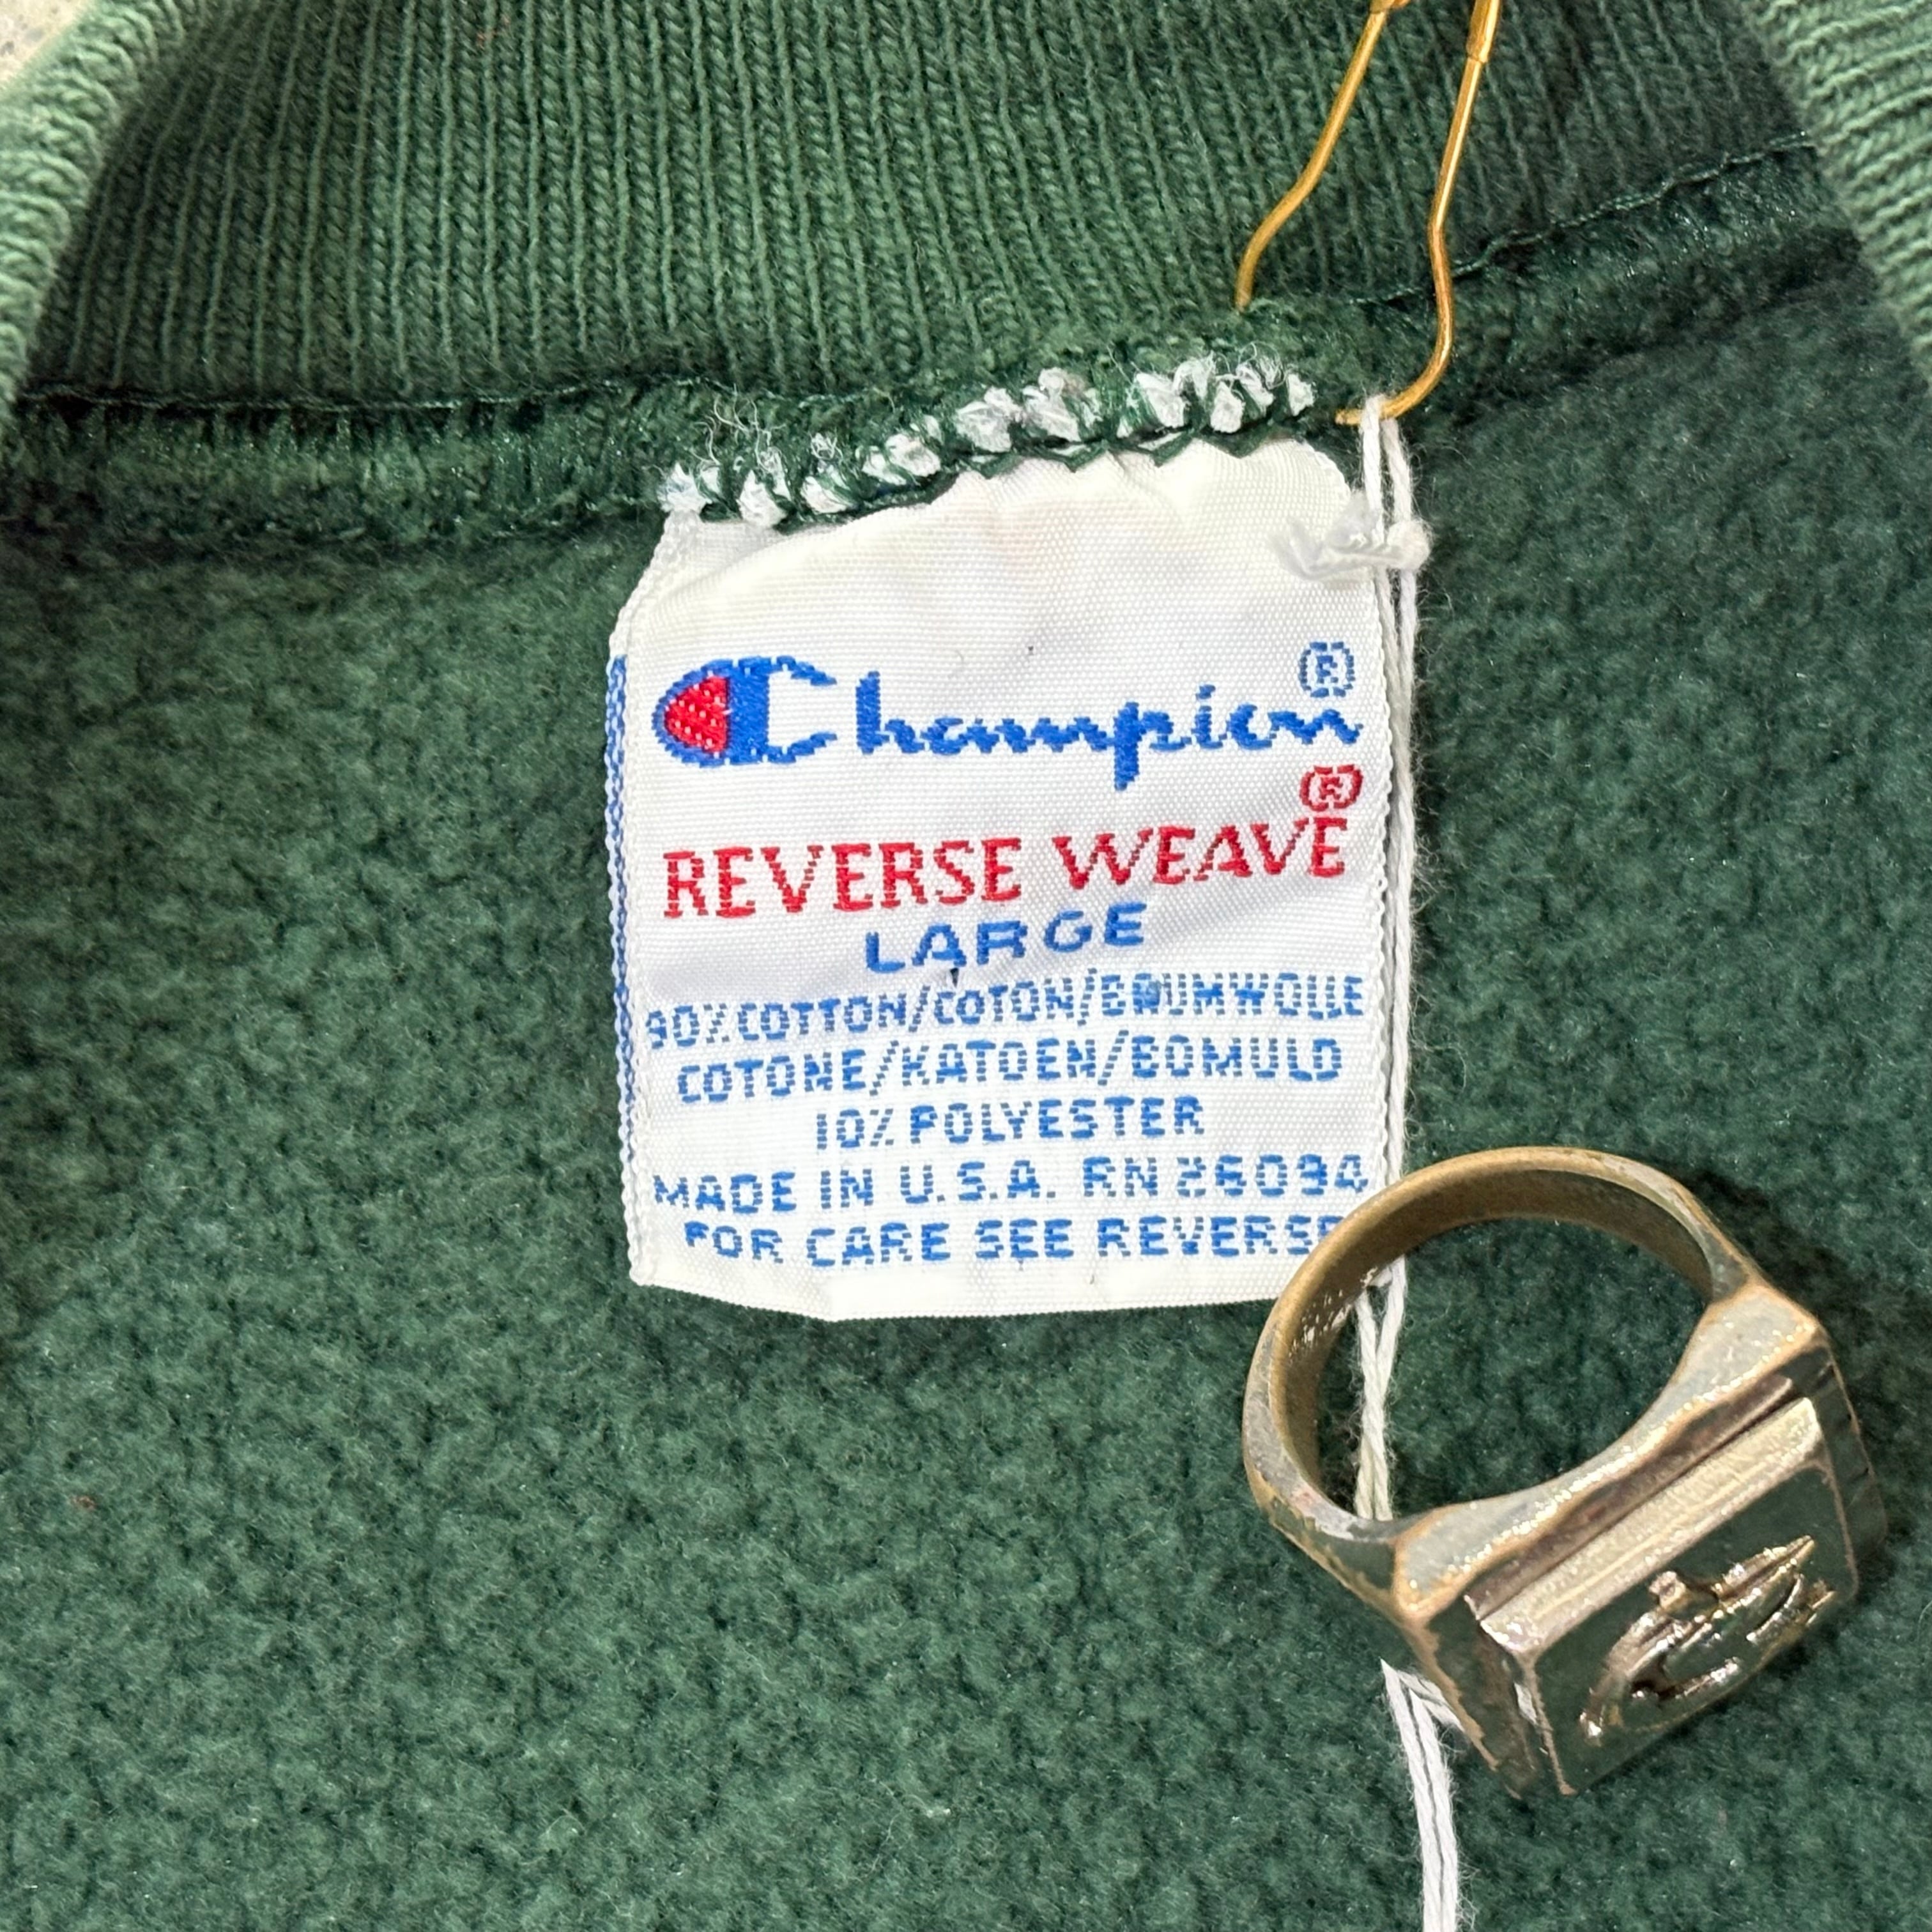 Champion®
REVERSE WEAVE®
LARGE
90% COTTON/COTON/BAUMWOLLE
COTONE/KATOEN/BOMULD
10% POLYESTER
MADE IN U.S.A. RN 26094
FOR CARE SEE REVERSE